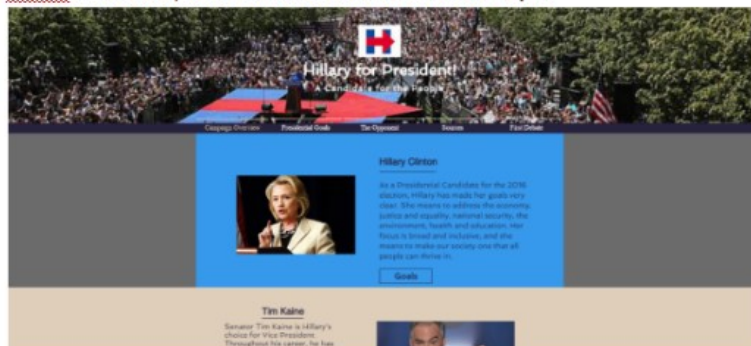 Hillary for President!
A Candidate for the People
Campaign Overview
Presidential Goals
The Opponent
Sources
First Debate
Hillary Clinton
As a Presidential Candidate for the 2016
election, Hillary has made her goals very
clear. She means to address the economy,
justice and equality, national security, the
environment, health and education. Her
focus is broad and inclusive, and she
means to make our society one that all
people can thrive in.
Goals
Tim Kaine
Senator Tim Kaine is Hillary's
choice for Vice President.
Throughout his career, he has